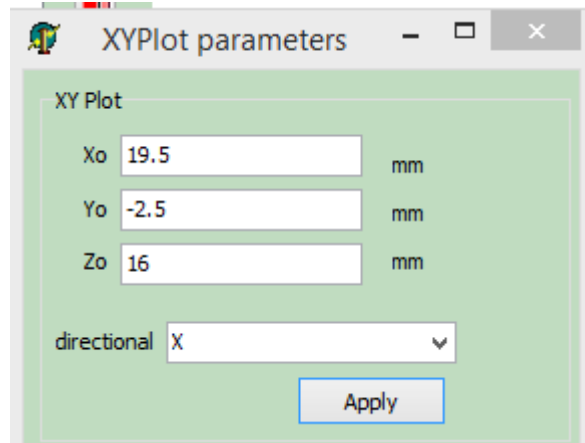 XYPlot parameters
XY Plot
Xo 19.5 mm
Yo -2.5 mm
Zo 16 mm
directional X
Apply